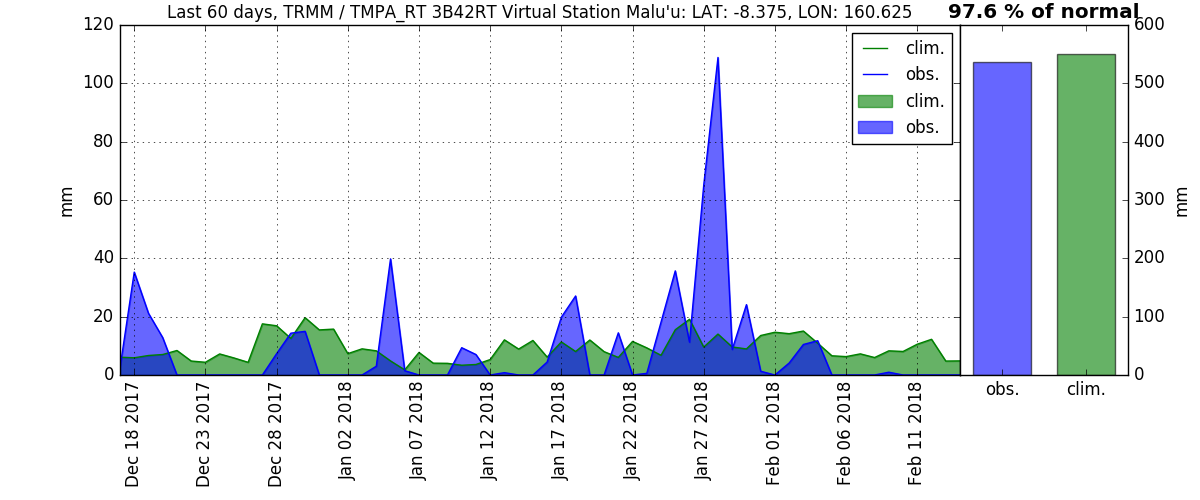 Last 60 days, TRMM / TMPA_RT 3B42RT Virtual Station Malu'u: LAT: -8.375, LON: 160.625
97.6 % of normal
120
100
80
60
40
20
0
mm
clim.
obs.
clim.
obs.
600
500
400
300
200
100
0
mm
Dec 18 2017
Dec 23 2017
Dec 28 2017
Jan 02 2018
Jan 07 2018
Jan 12 2018
Jan 17 2018
Jan 22 2018
Jan 27 2018
Feb 01 2018
Feb 06 2018
Feb 11 2018
obs.
clim.